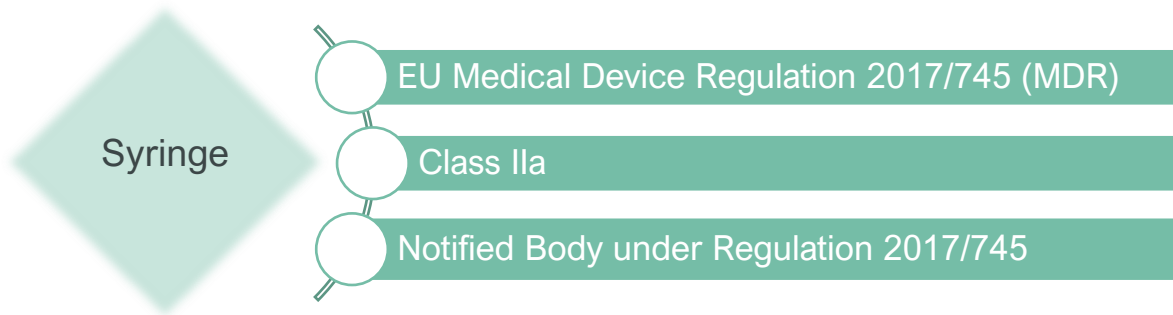 Syringe
EU Medical Device Regulation 2017/745 (MDR)
Class IIa
Notified Body under Regulation 2017/745